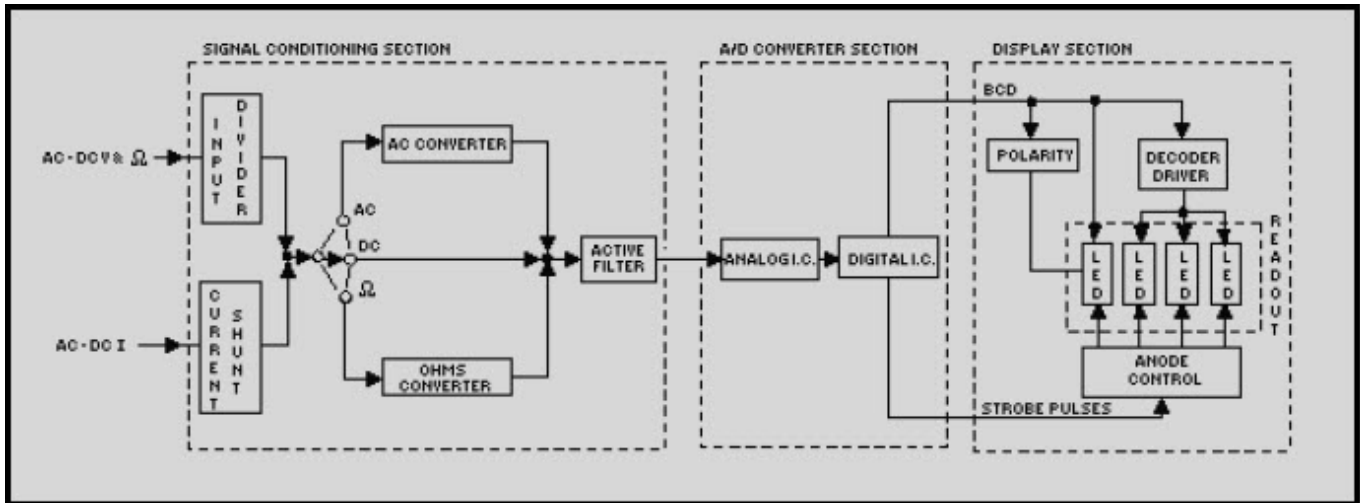 SIGNAL CONDITIONING SECTION
A/D CONVERTER SECTION
DISPLAY SECTION
AC-DC V & Ω
INPUT
DIVIDER
AC-DC I
CURRENT
SHUNT
AC
DC
Ω
AC CONVERTER
OHMS
CONVERTER
ACTIVE
FILTER
ANALOG I.C.
DIGITAL I.C.
BCD
POLARITY
DECODER
DRIVER
LED
LED
LED
LED
READOUT
ANODE
CONTROL
STROBE PULSES